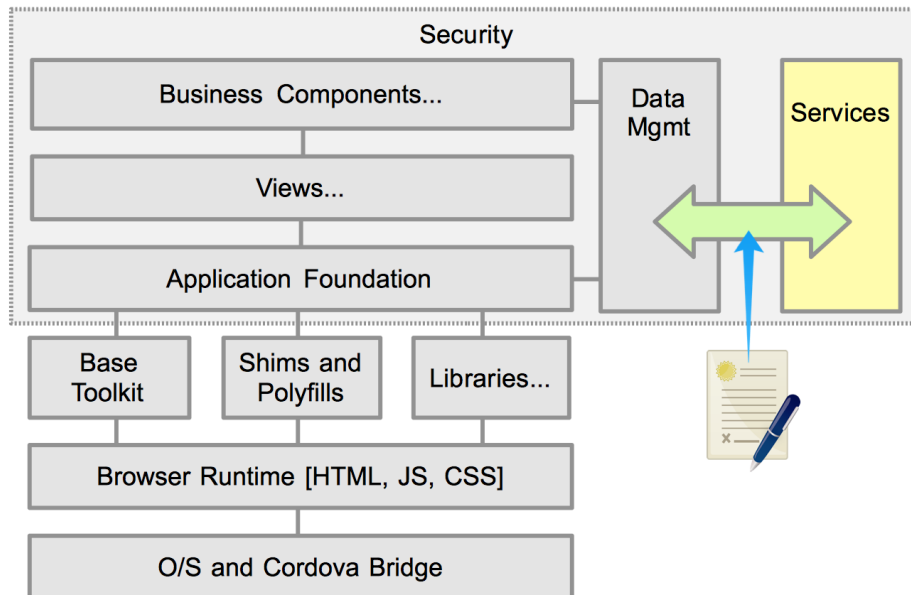 Security
Business Components...
Data
Mgmt
Services
Views...
Application Foundation
Base
Toolkit
Shims and
Polyfills
Libraries...
X
Browser Runtime [HTML, JS, CSS]
O/S and Cordova Bridge